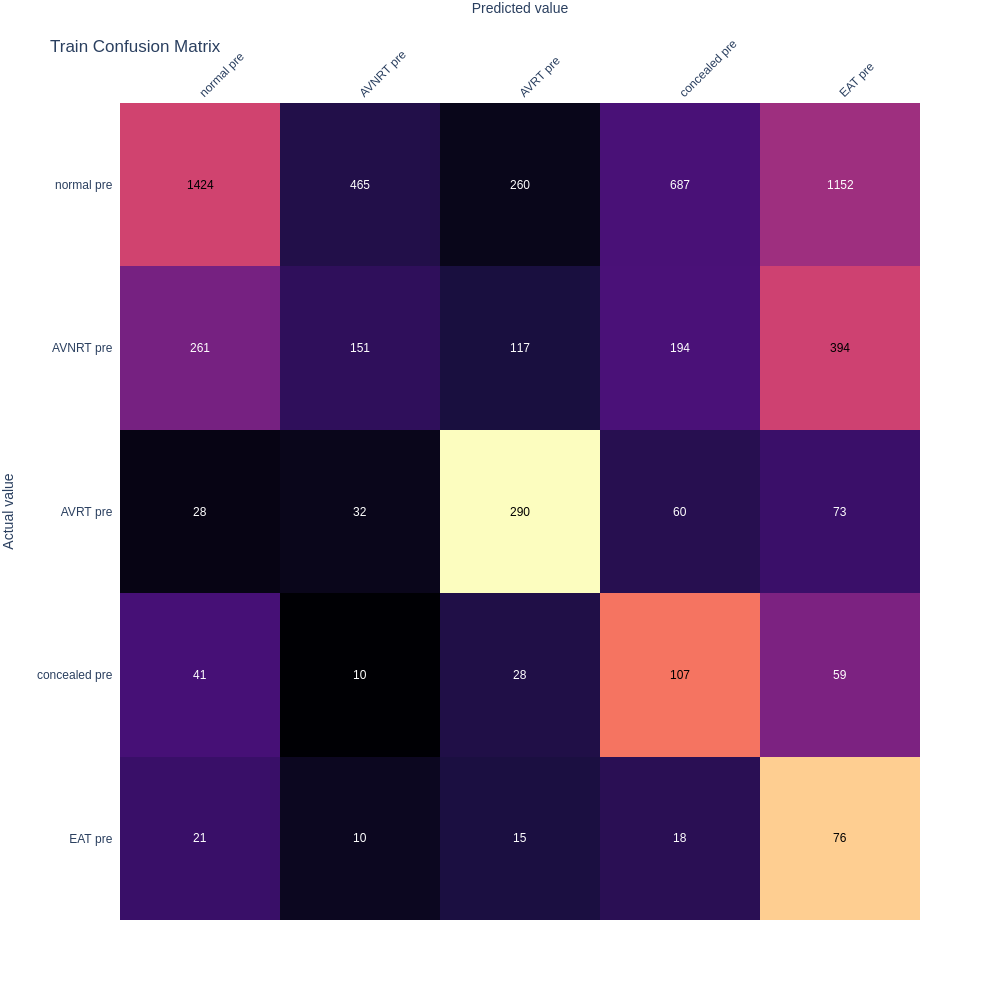 Predicted value
Train Confusion Matrix
normal pre AVNRT pre AVRT pre concealed pre EAT pre
normal pre 1424 465 260 687 1152
AVNRT pre 261 151 117 194 394
Actual value
AVRT pre 28 32 290 60 73
concealed pre 41 10 28 107 59
EAT pre 21 10 15 18 76